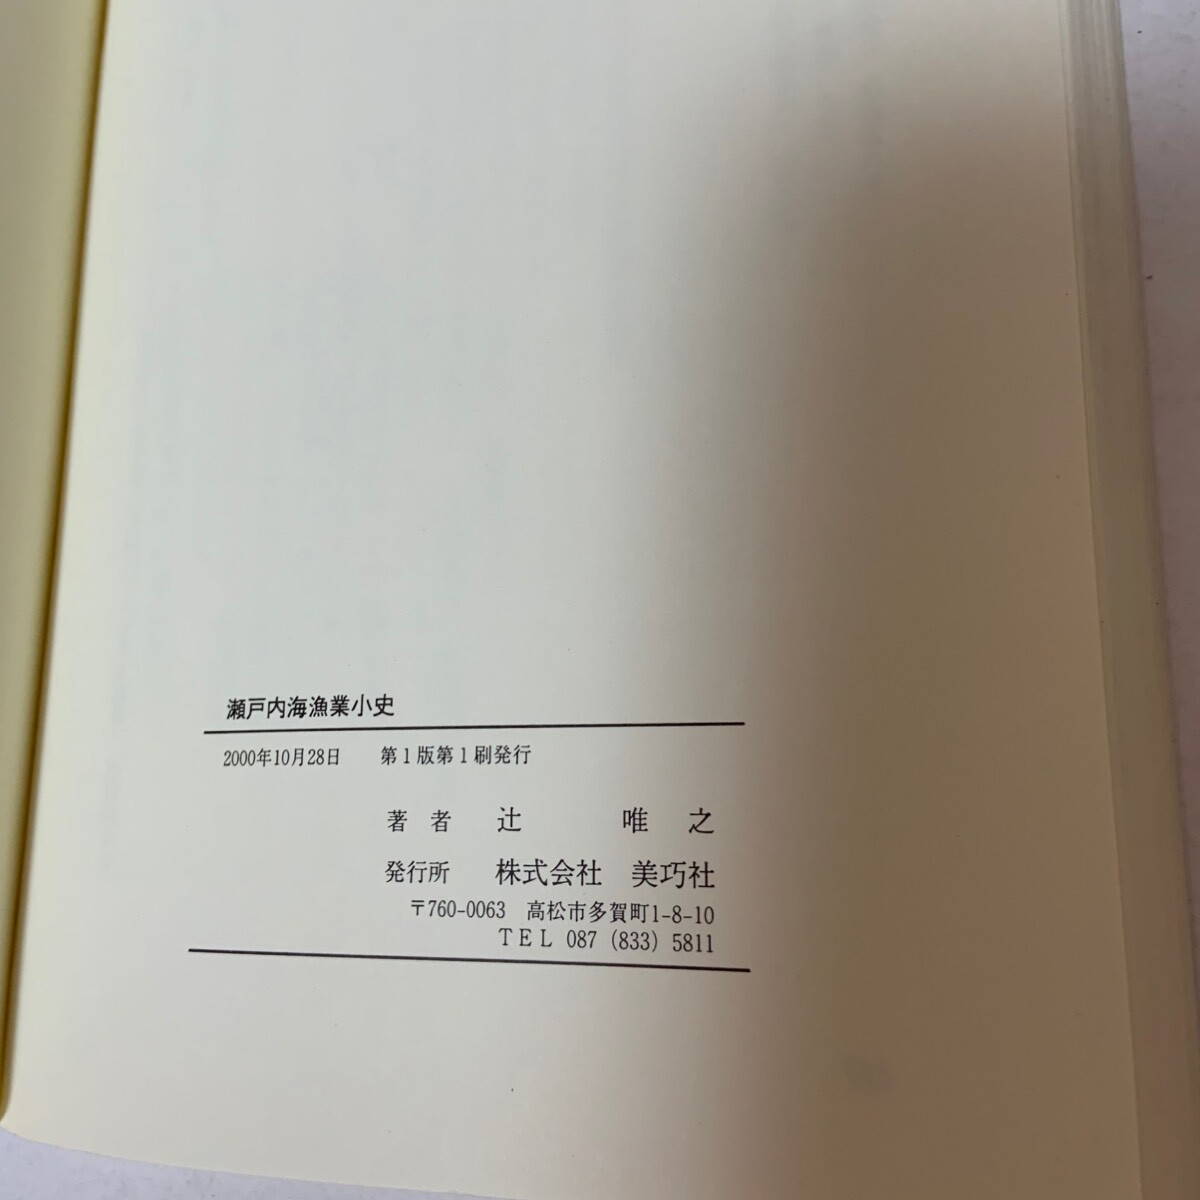 瀬戸内海漁業小史
2000年10月28日　第1版第1刷発行
著 者　辻　唯 之
発行所　株式会社　美巧社
〒760-0063　高松市多賀町1-8-10
TEL 087 (833) 5811